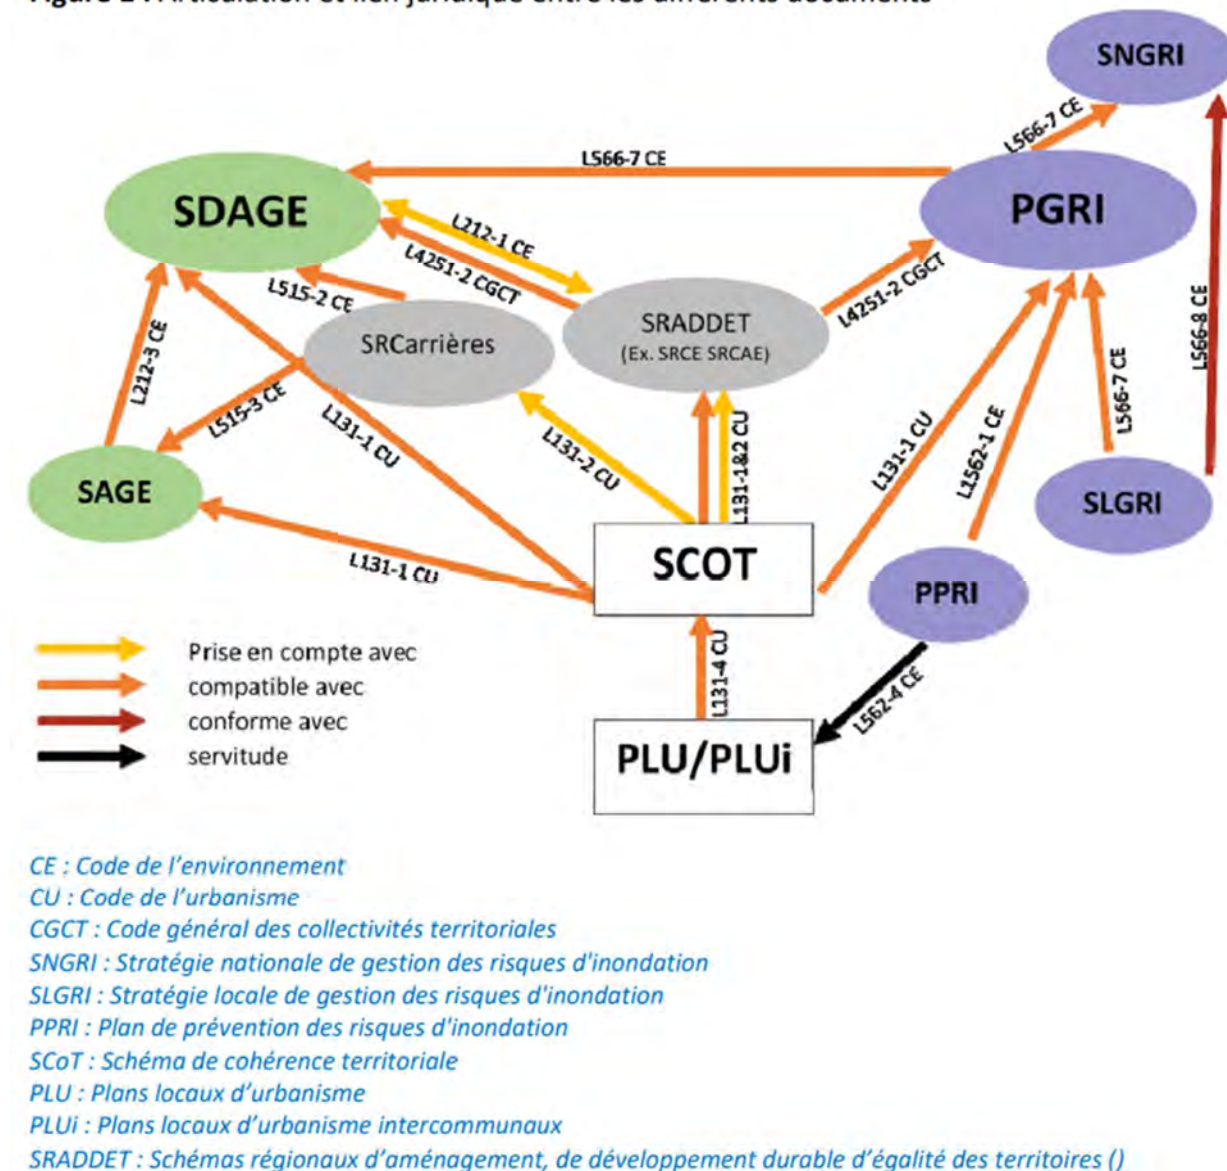 SNGRI
L566-7 CE
L566-7 CE
SDAGE
PGRI
L212-1 CE
L4251-2 CGCT
L515-2 CE
L4251-2 CGCT
L566-8 CE
SRADDET
(Ex. SRCE SRCAE)
SRCarrières
L212-3 CE
L515-3 CE
L131-1 CU
L131-2 CU
L131-1&2 CU
L131-1 CU
L1562-1 CE
L566-7 CE
SAGE
SLGRI
L131-1 CU
SCOT
PPRI
Prise en compte avec
compatible avec
conforme avec
servitude
L131-4 CU
L562-4 CE
PLU/PLUi
CE : Code de l’environnement
CU : Code de l’urbanisme
CGCT : Code général des collectivités territoriales
SNGRI : Stratégie nationale de gestion des risques d'inondation
SLGRI : Stratégie locale de gestion des risques d'inondation
PPRI : Plan de prévention des risques d'inondation
SCoT : Schéma de cohérence territoriale
PLU : Plans locaux d’urbanisme
PLUi : Plans locaux d’urbanisme intercommunaux
SRADDET : Schémas régionaux d’aménagement, de développement durable d’égalité des territoires ()